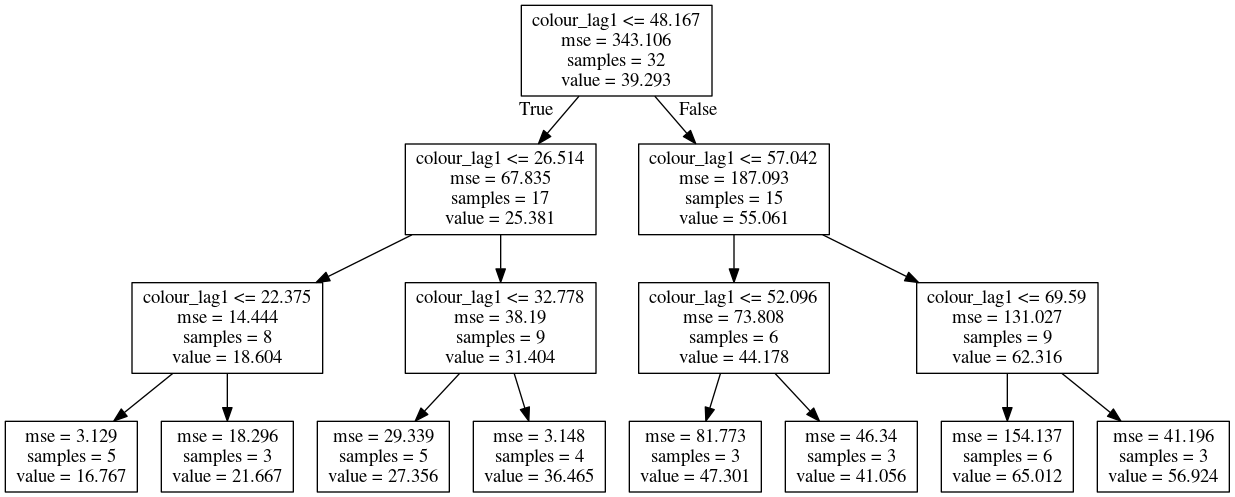 colour_lag1 <= 48.167
mse = 343.106
samples = 32
value = 39.293
True
False
colour_lag1 <= 26.514
mse = 67.835
samples = 17
value = 25.381
colour_lag1 <= 57.042
mse = 187.093
samples = 15
value = 55.061
colour_lag1 <= 22.375
mse = 14.444
samples = 8
value = 18.604
colour_lag1 <= 32.778
mse = 38.19
samples = 9
value = 31.404
colour_lag1 <= 52.096
mse = 73.808
samples = 6
value = 44.178
colour_lag1 <= 69.59
mse = 131.027
samples = 9
value = 62.316
mse = 3.129
samples = 5
value = 16.767
mse = 18.296
samples = 3
value = 21.667
mse = 29.339
samples = 5
value = 27.356
mse = 3.148
samples = 4
value = 36.465
mse = 81.773
samples = 3
value = 47.301
mse = 46.34
samples = 3
value = 41.056
mse = 154.137
samples = 6
value = 65.012
mse = 41.196
samples = 3
value = 56.924